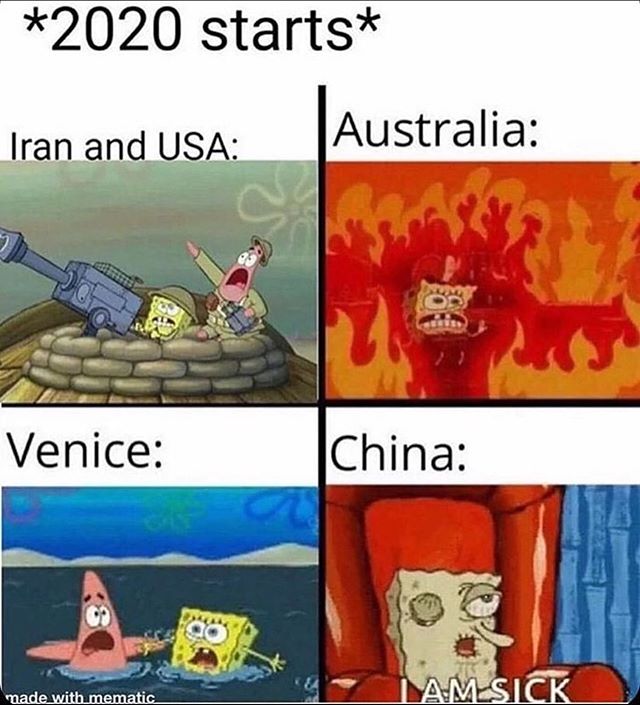 *2020 starts*
Iran and USA:
Australia:
Venice:
China:
I AM SICK
made with mematic